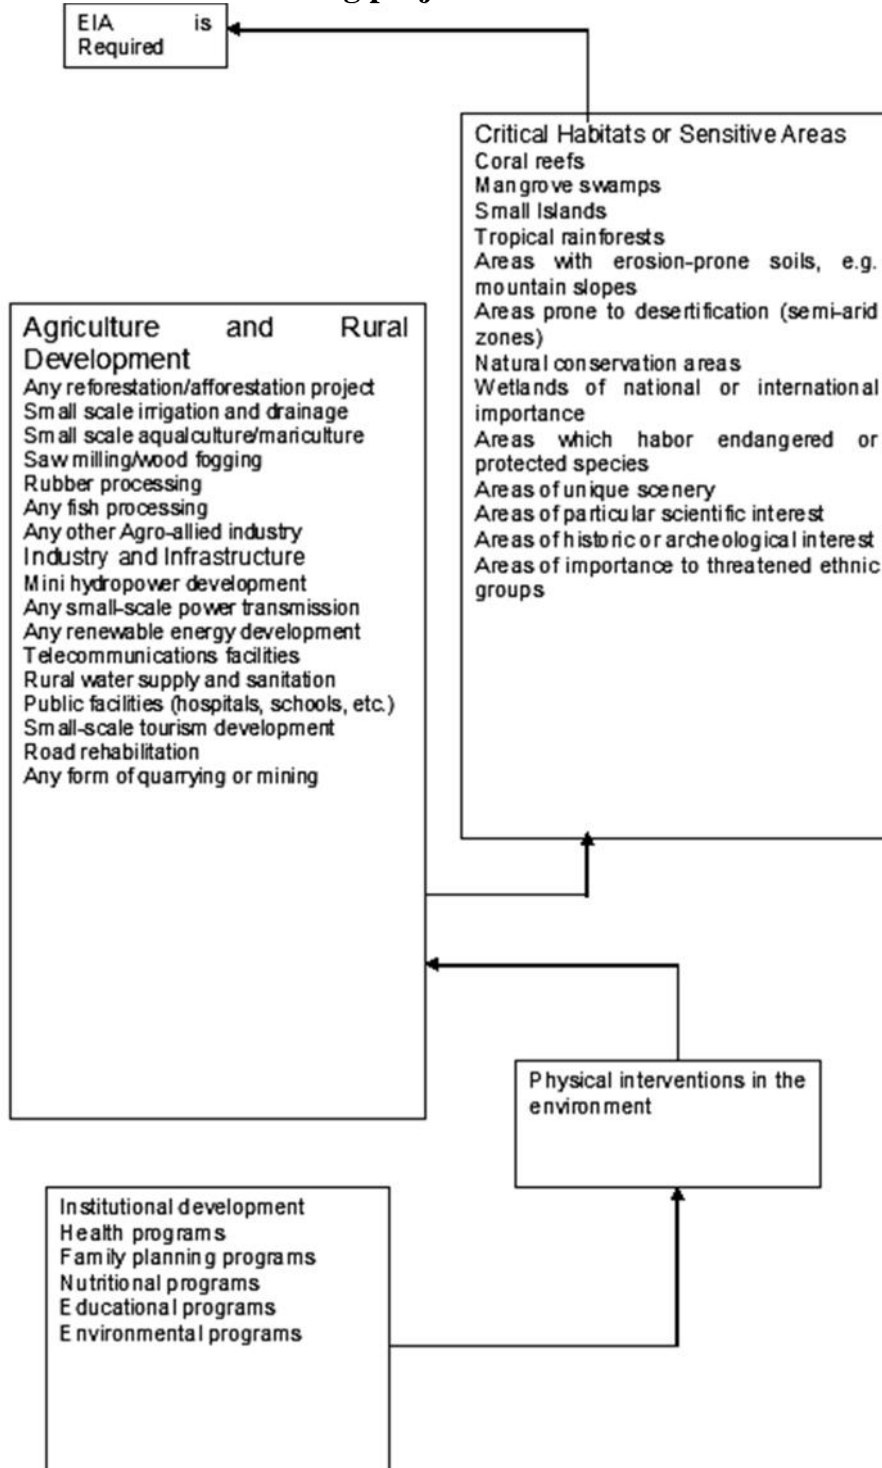 EIA is
Required
Critical Habitats or Sensitive Areas
Coral reefs
Mangrove swamps
Small Islands
Tropical rainforests
Areas with erosion-prone soils, e.g.
mountain slopes
Areas prone to desertification (semi-arid
zones)
Natural conservation areas
Wetlands of national or international
importance
Areas which habor endangered or
protected species
Areas of unique scenery
Areas of particular scientific interest
Areas of historic or archeological interest
Areas of importance to threatened ethnic
groups
Agriculture and Rural
Development
Any reforestation/afforestation project
Small scale irrigation and drainage
Small scale aqualculture/mariculture
Saw milling/wood fogging
Rubber processing
Any fish processing
Any other Agro-allied industry
Industry and Infrastructure
Mini hydropower development
Any small-scale power transmission
Any renewable energy development
Telecommunications facilities
Rural water supply and sanitation
Public facilities (hospitals, schools, etc.)
Small-scale tourism development
Road rehabilitation
Any form of quarrying or mining
Physical interventions in the
environment
Institutional development
Health programs
Family planning programs
Nutritional programs
Educational programs
Environmental programs